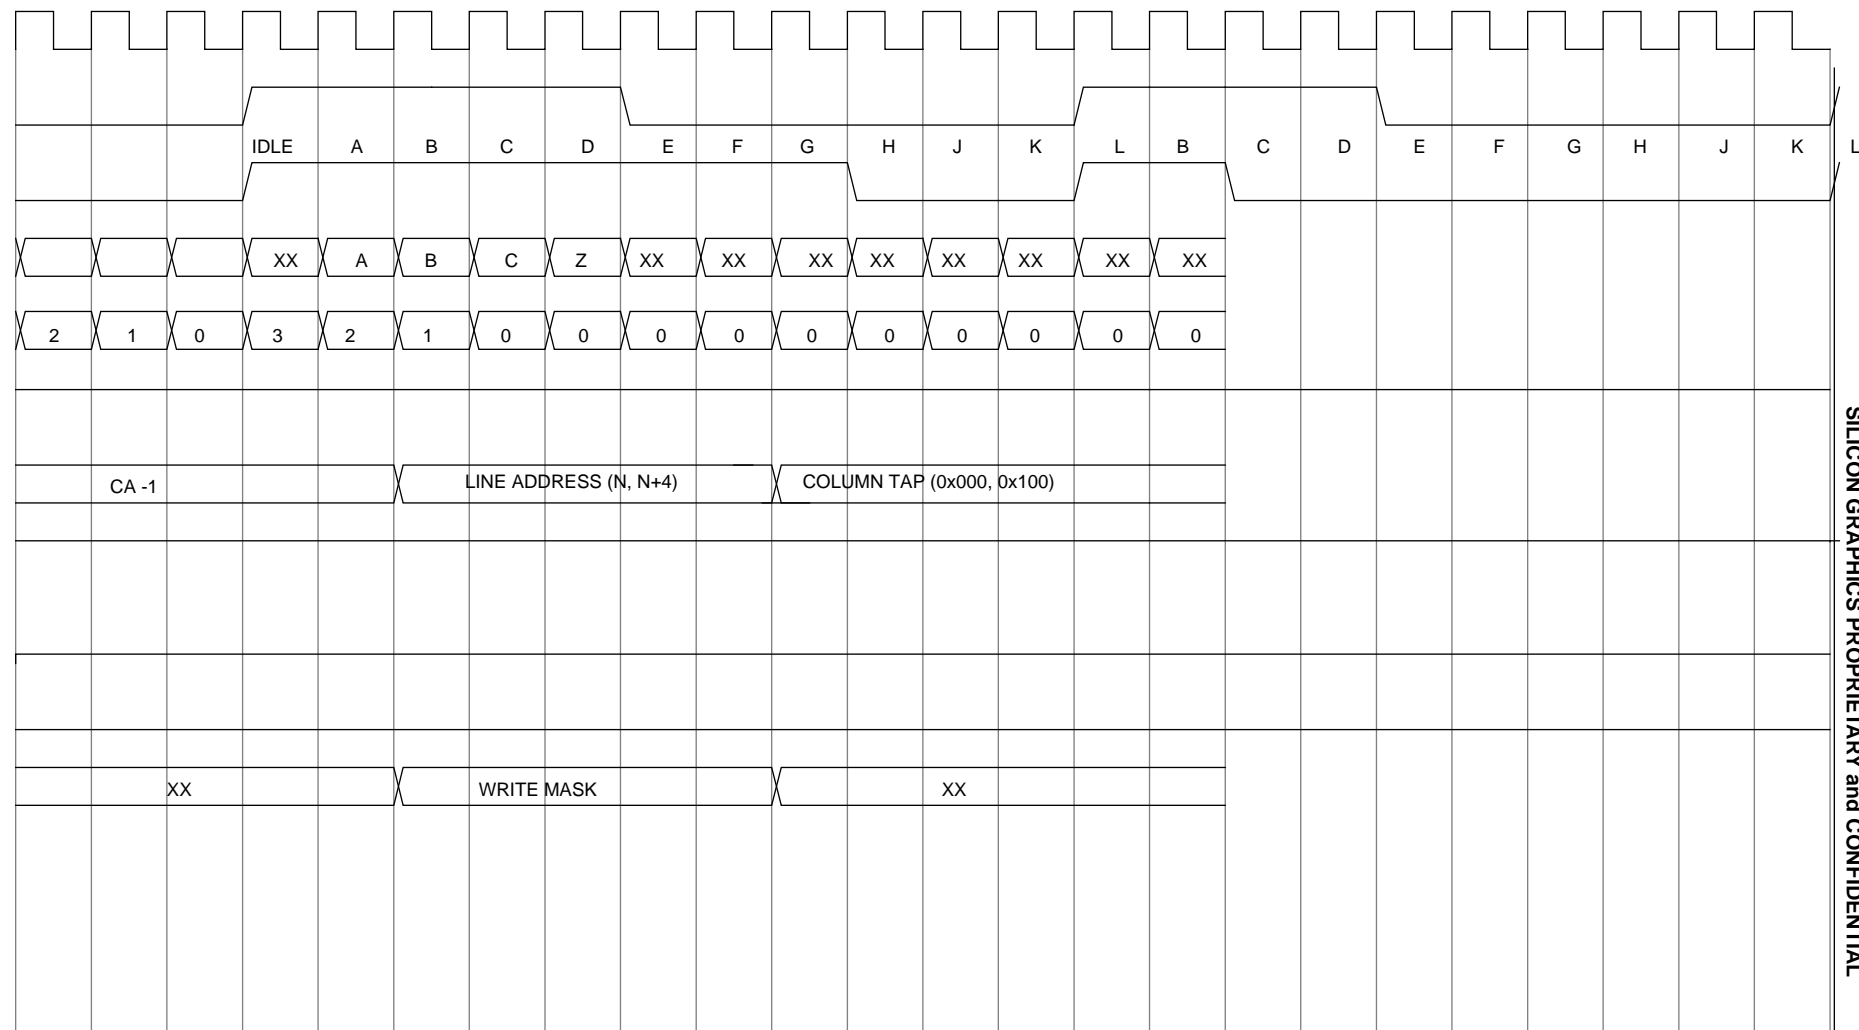 IDLE A B C D E F G H J K L B C D E F G H J K L
XX A B C Z XX XX XX XX XX XX XX XX
2 1 0 3 2 1 0 0 0 0 0 0 0 0 0 0
CA -1 LINE ADDRESS (N, N+4) COLUMN TAP (0x000, 0x100)
XX WRITE MASK XX
SILICON GRAPHICS PROPRIETARY and CONFIDENTIAL